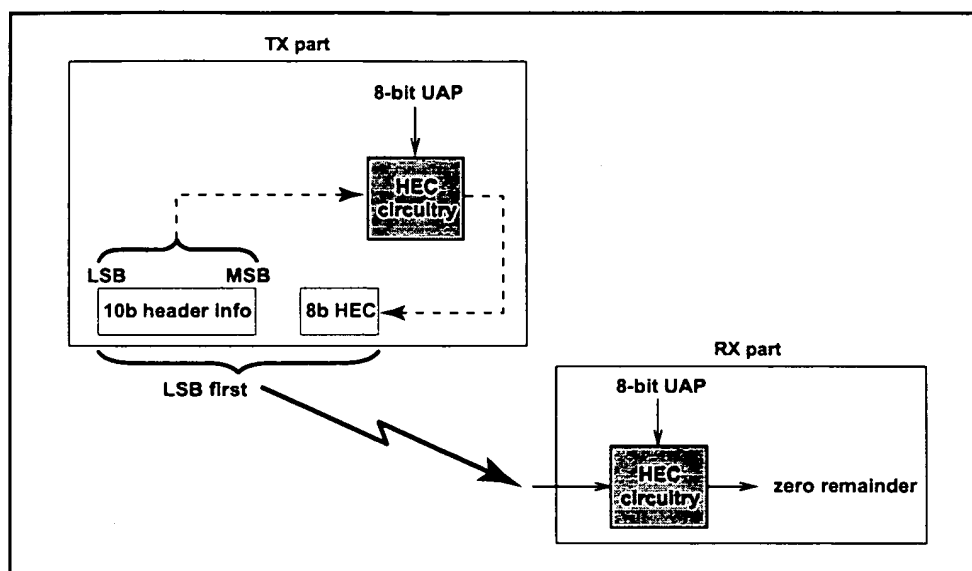 TX part
8-bit UAP
HEC
circuitry
LSB
MSB
10b header info
8b HEC
LSB first
RX part
8-bit UAP
HEC
circuitry
zero remainder